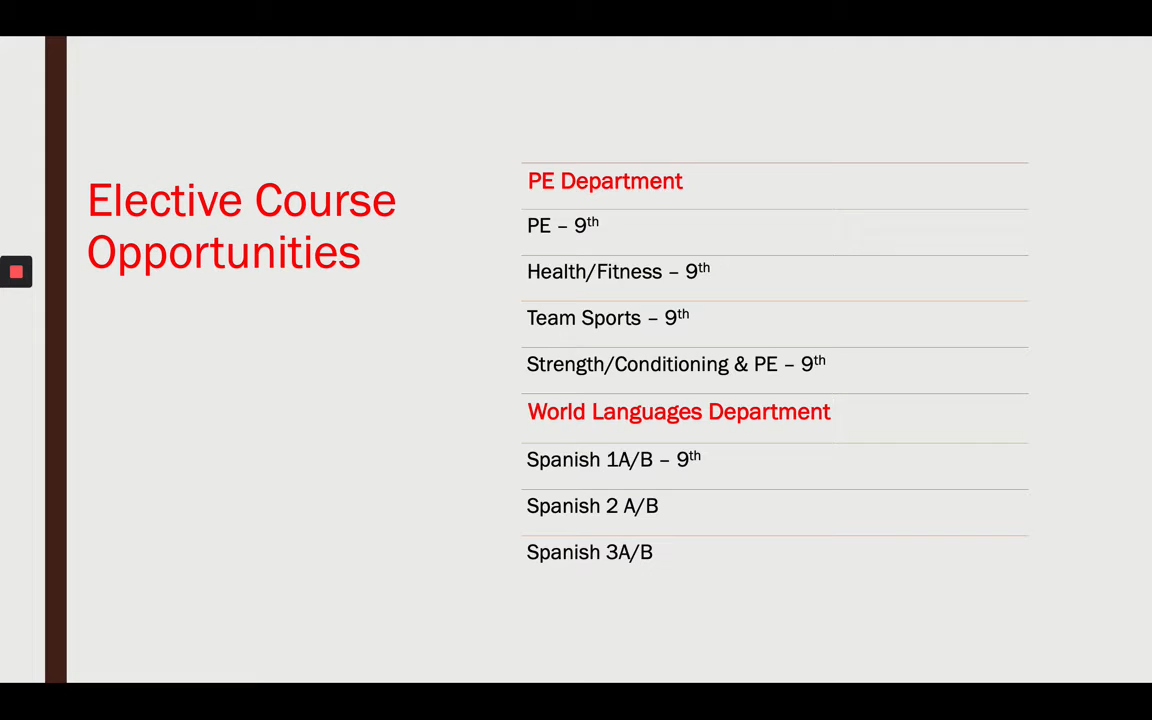 Elective Course
Opportunities
PE Department
PE – 9th
Health/Fitness – 9th
Team Sports – 9th
Strength/Conditioning & PE – 9th
World Languages Department
Spanish 1A/B – 9th
Spanish 2 A/B
Spanish 3A/B